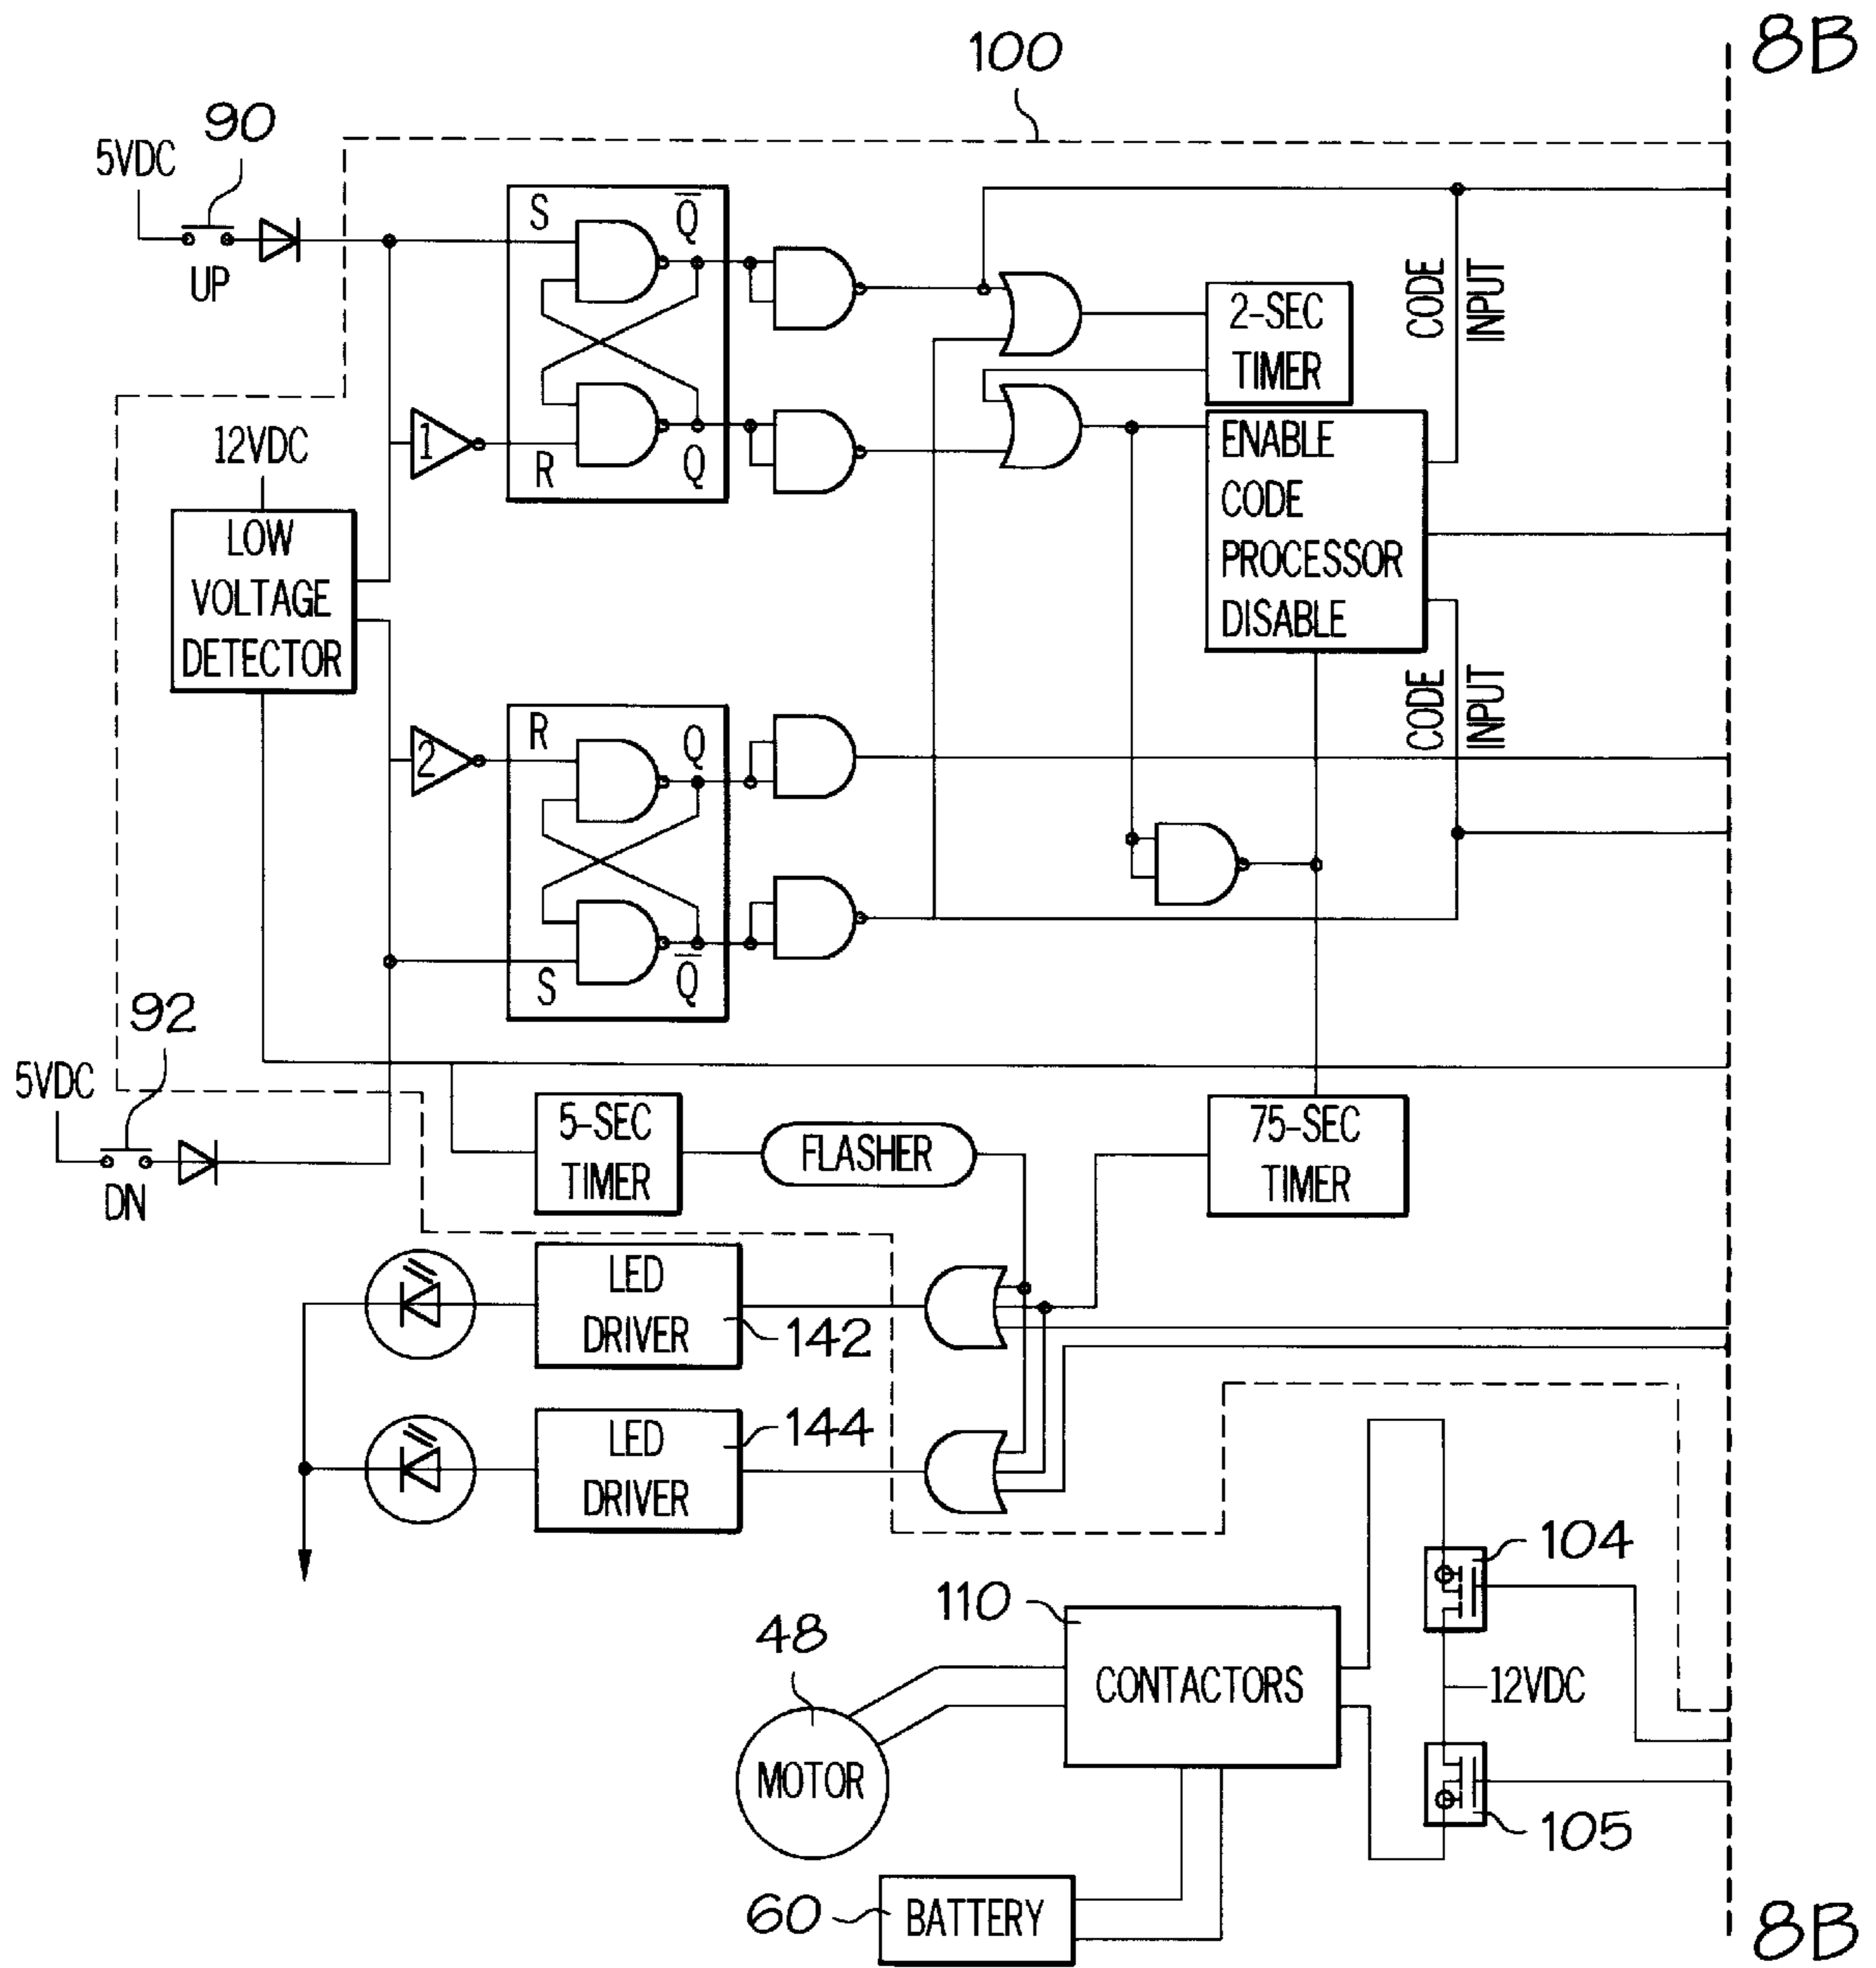 8B
100
90
5VDC
UP
S
Q
R
Q
1
2-SEC
TIMER
CODE
INPUT
12VDC
LOW
VOLTAGE
DETECTOR
ENABLE
CODE
PROCESSOR
DISABLE
CODE
INPUT
2
R
Q
S
Q
92
5VDC
DN
5-SEC
TIMER
FLASHER
75-SEC
TIMER
LED
DRIVER
142
LED
DRIVER
144
104
110
48
CONTACTORS
12VDC
MOTOR
105
60
BATTERY
8B